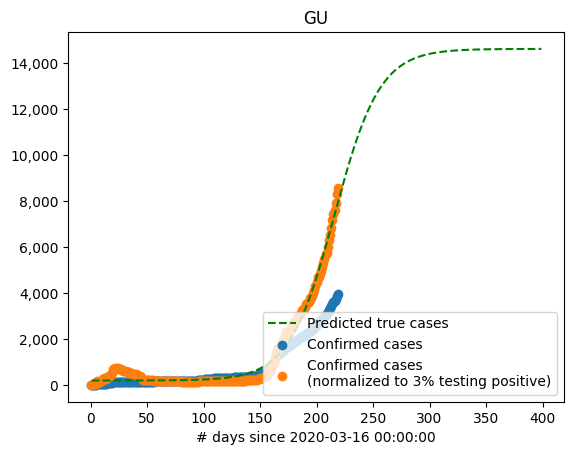 GU
14,000
12,000
10,000
8,000
6,000
4,000
2,000
0
Predicted true cases
Confirmed cases
Confirmed cases
(normalized to 3% testing positive)
0 50 100 150 200 250 300 350 400
# days since 2020-03-16 00:00:00